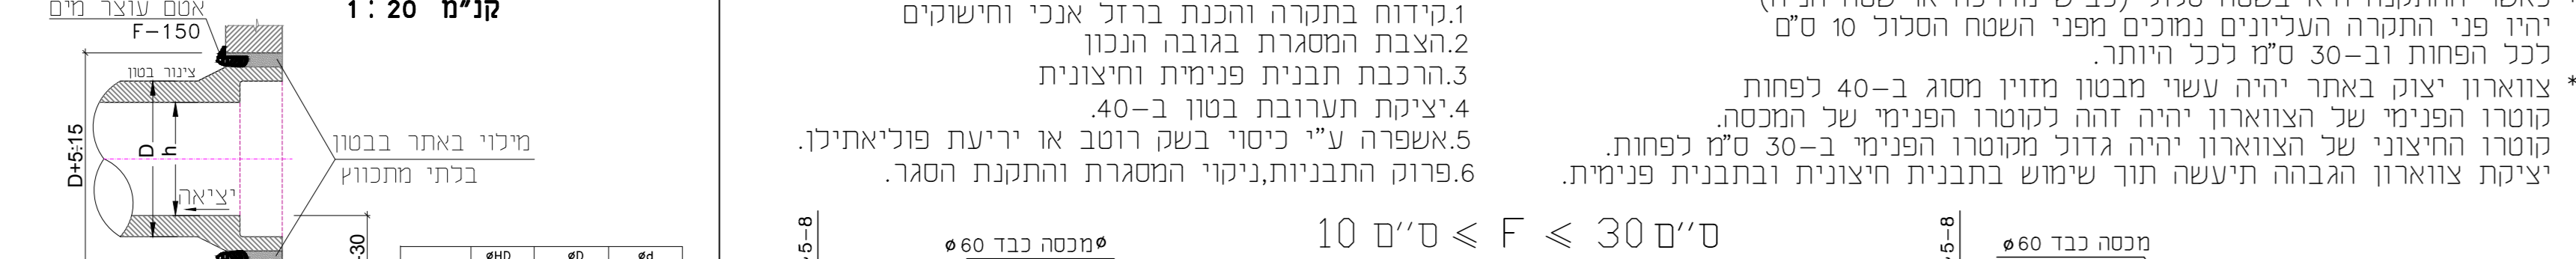 יהיו פני התקרה העליונים נמוכים מפני השטח הסלול 10 ס"ם
לכל הפחות וב-30 ס"מ לכל היותר.
* צווארון יצוק באתר יהיה עשוי מבטון מזוין מסוג ב-40 לפחות
קוטרו הפנימי של הצווארון יהיה זהה לקוטרו הפנימי של המכסה.
קוטרו החיצוני של הצווארון יהיה גדול מקוטרו הפנימי ב-30 ס"מ לפחות.
יציקת צווארון הגבהה תיעשה תוך שימוש בתבנית חיצונית ובתבנית פנימית.
1.קידוח בתקרה והכנת ברזל אנכי וחישוקים
2.הצבת המסגרת בגובה הנכון
3.הרכבת תבנית פנימית וחיצונית
4.יציקת תערובת בטון ב-40.
5.אשפרה ע"י כיסוי בשק רוטב או יריעת פוליאתילן.
6.פרוק התבניות,ניקוי המסגרת והתקנת הסגר.
10 ס''ם ≤ F ≤ 30 ס''ם
מכסה כבד 60ø
5-8
øמכסה כבד 60ø
5-8
קנ"מ 20 : 1
אטם עוצר מים
F-150
צינור בטון
D+5÷15
D
h
יציאה
מילוי באתר בבטון
בלתי מתכווץ
-30
øHD
øD
ød